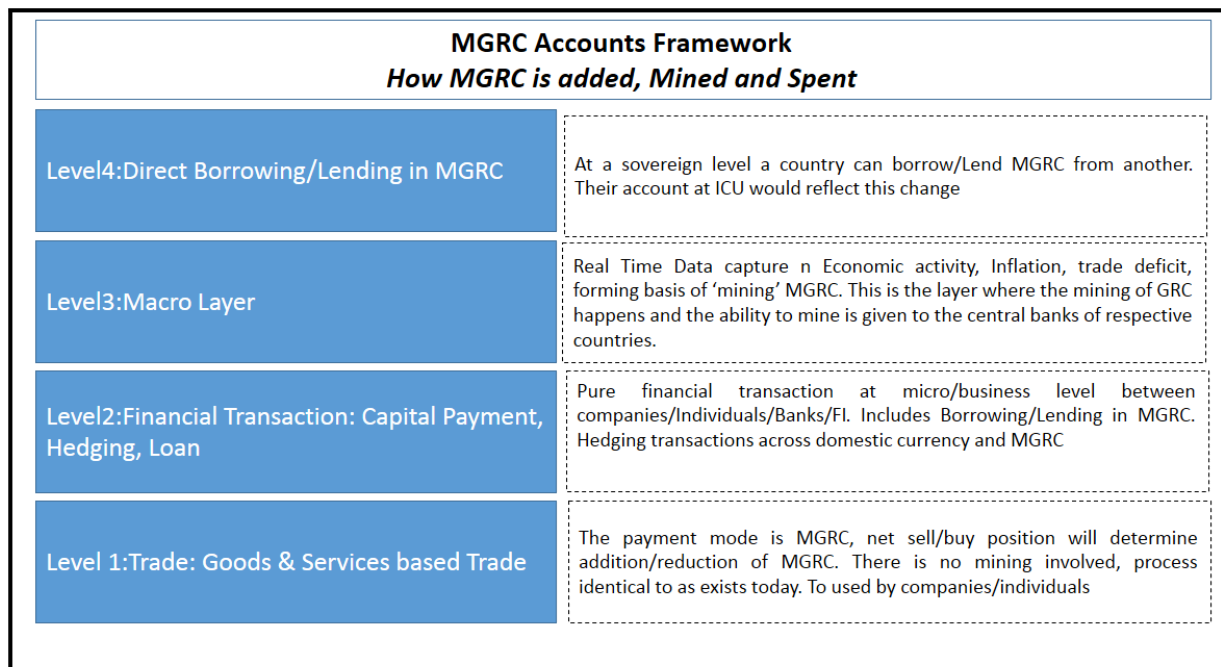 MGRC Accounts Framework
How MGRC is added, Mined and Spent
Level4:Direct Borrowing/Lending in MGRC
At a sovereign level a country can borrow/Lend MGRC from another.
Their account at ICU would reflect this change
Level3:Macro Layer
Real Time Data capture n Economic activity, Inflation, trade deficit,
forming basis of ‘mining’ MGRC. This is the layer where the mining of GRC
happens and the ability to mine is given to the central banks of respective
countries.
Level2:Financial Transaction: Capital Payment,
Hedging, Loan
Pure financial transaction at micro/business level between
companies/Individuals/Banks/FI. Includes Borrowing/Lending in MGRC.
Hedging transactions across domestic currency and MGRC
Level 1:Trade: Goods & Services based Trade
The payment mode is MGRC, net sell/buy position will determine
addition/reduction of MGRC. There is no mining involved, process
identical to as exists today. To used by companies/individuals